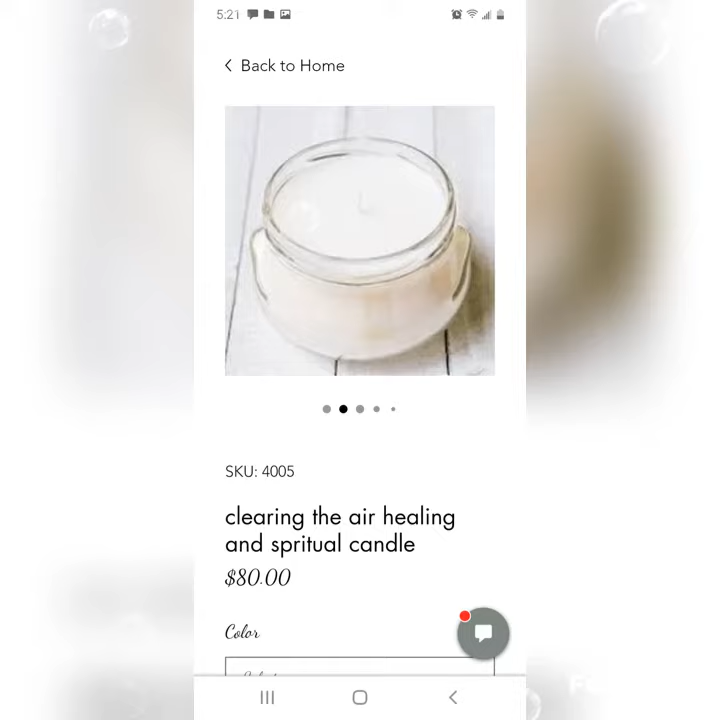 5:21
Back to Home
SKU: 4005
clearing the air healing
and spritual candle
$80.00
Color